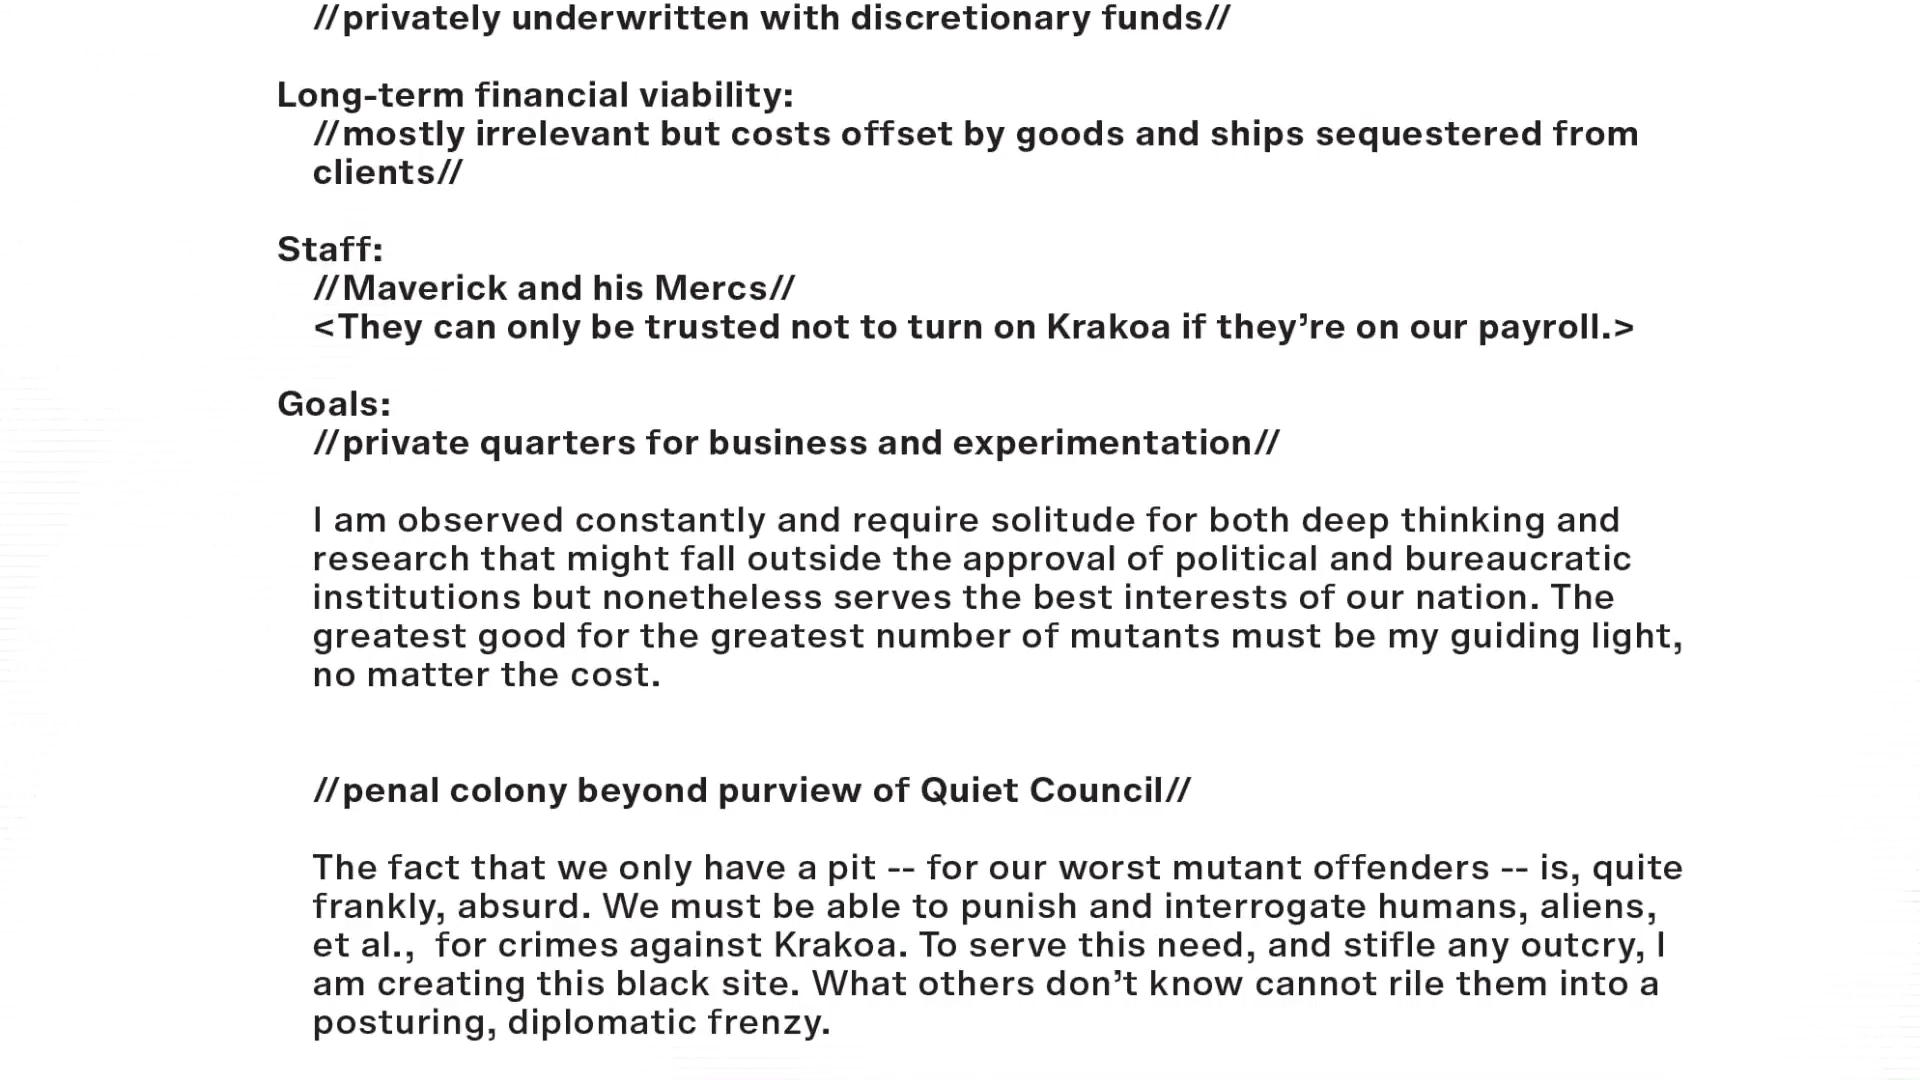 //privately underwritten with discretionary funds//
Long-term financial viability:
//mostly irrelevant but costs offset by goods and ships sequestered from
clients//
Staff:
//Maverick and his Mercs//
<They can only be trusted not to turn on Krakoa if they’re on our payroll.>
Goals:
//private quarters for business and experimentation//
I am observed constantly and require solitude for both deep thinking and
research that might fall outside the approval of political and bureaucratic
institutions but nonetheless serves the best interests of our nation. The
greatest good for the greatest number of mutants must be my guiding light,
no matter the cost.
//penal colony beyond purview of Quiet Council//
The fact that we only have a pit -- for our worst mutant offenders -- is, quite
frankly, absurd. We must be able to punish and interrogate humans, aliens,
et al.,  for crimes against Krakoa. To serve this need, and stifle any outcry, I
am creating this black site. What others don’t know cannot rile them into a
posturing, diplomatic frenzy.